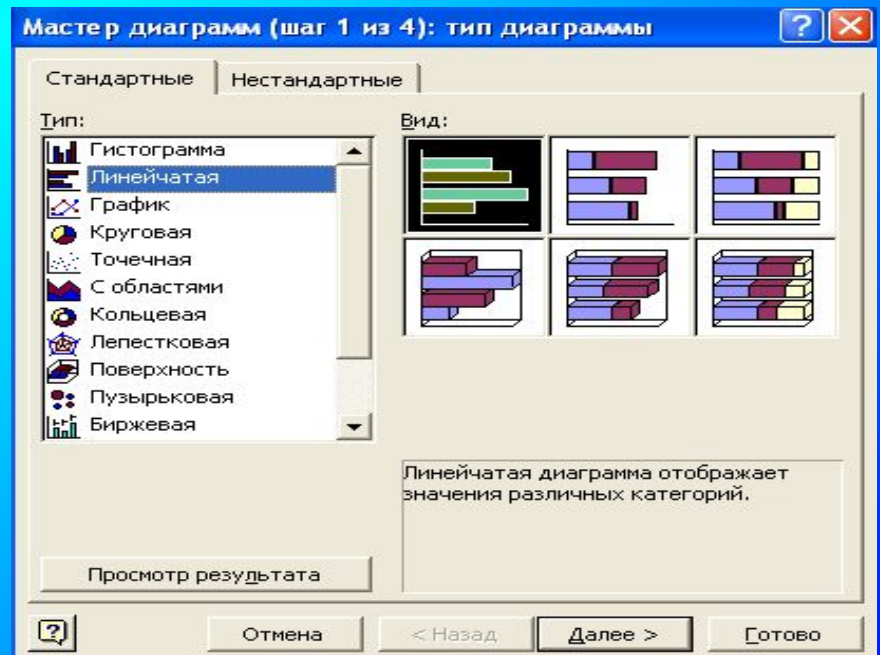 Мастер диаграмм (шаг 1 из 4): тип диаграммы
Стандартные Нестандартные
Тип:
Гистограмма
Линейчатая
График
Круговая
Точечная
С областями
Кольцевая
Лепестковая
Поверхность
Пузырьковая
Биржевая
Вид:
Линейчатая диаграмма отображает
значения различных категорий.
Просмотр результата
Отмена < Назад Далее > Готово